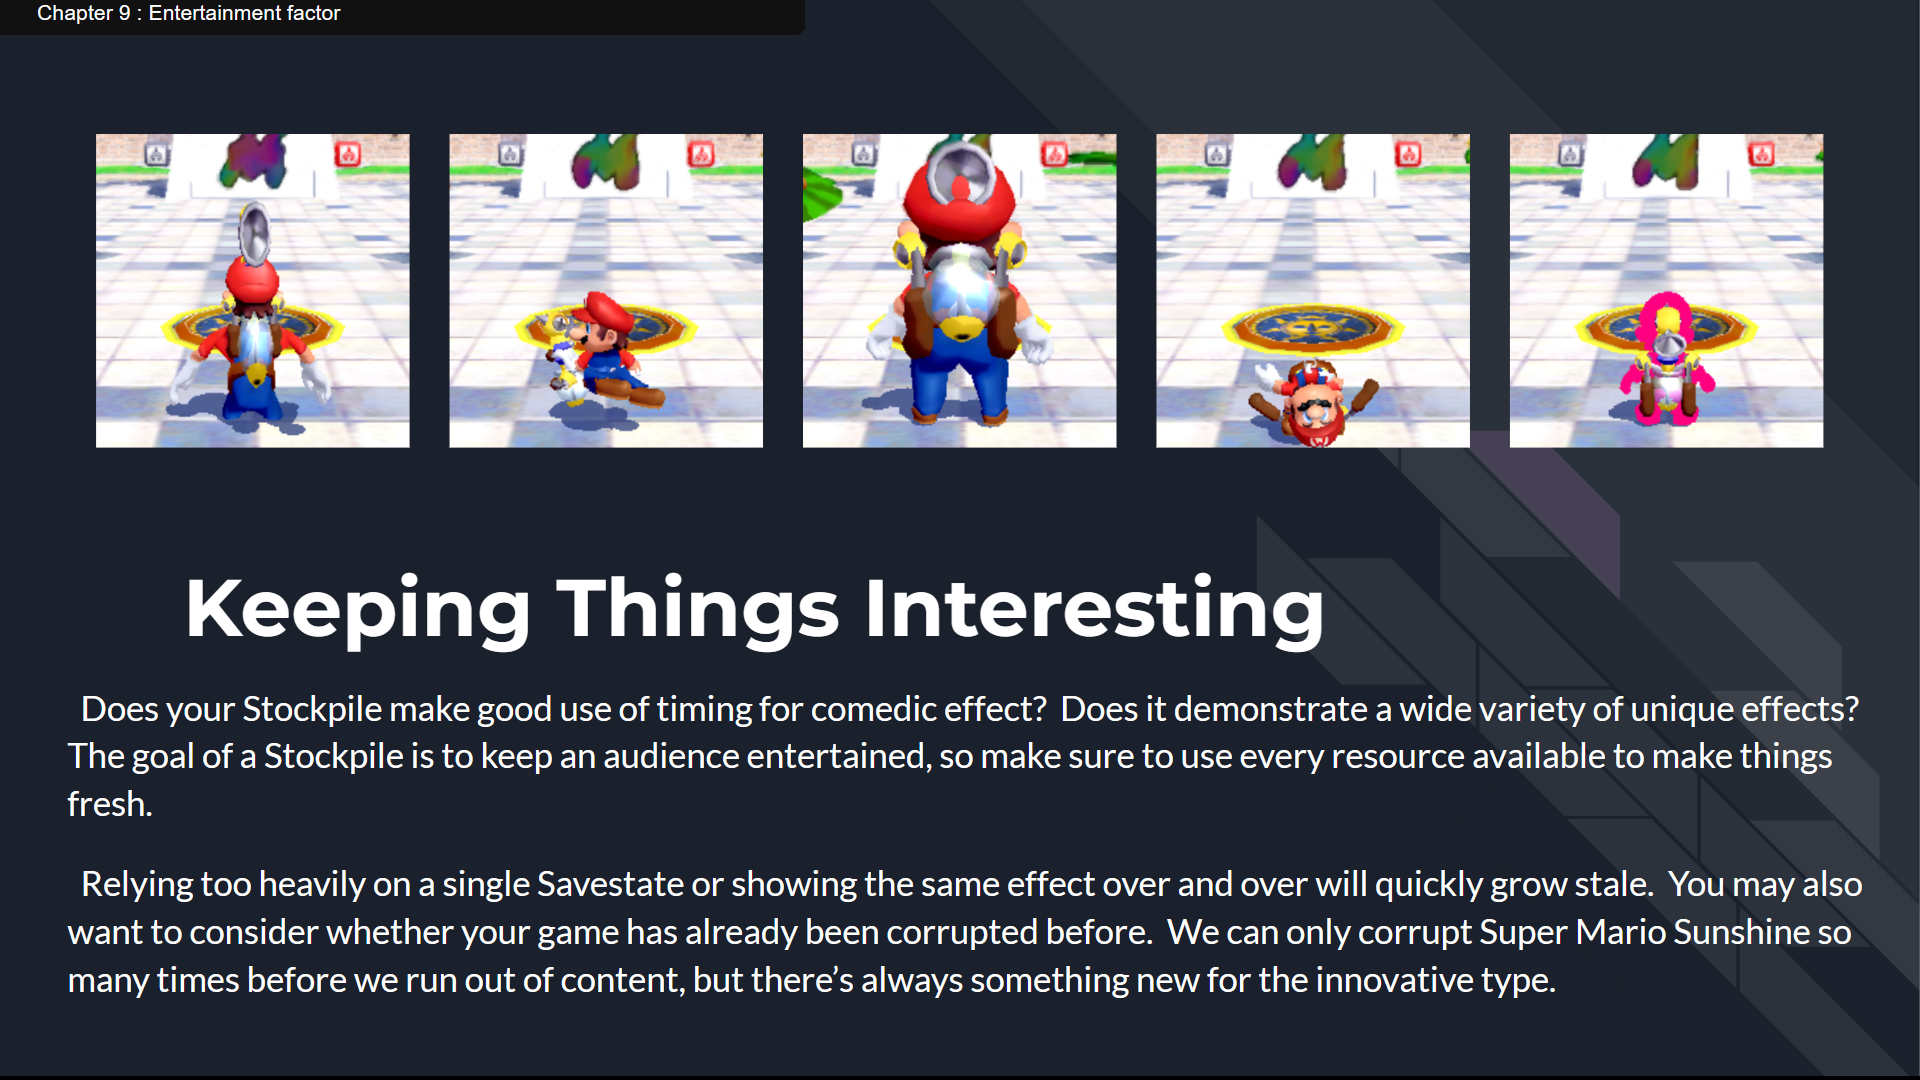 Chapter 9 : Entertainment factor
Keeping Things Interesting
Does your Stockpile make good use of timing for comedic effect?  Does it demonstrate a wide variety of unique effects?
The goal of a Stockpile is to keep an audience entertained, so make sure to use every resource available to make things
fresh.
Relying too heavily on a single Savestate or showing the same effect over and over will quickly grow stale.  You may also
want to consider whether your game has already been corrupted before.  We can only corrupt Super Mario Sunshine so
many times before we run out of content, but there’s always something new for the innovative type.